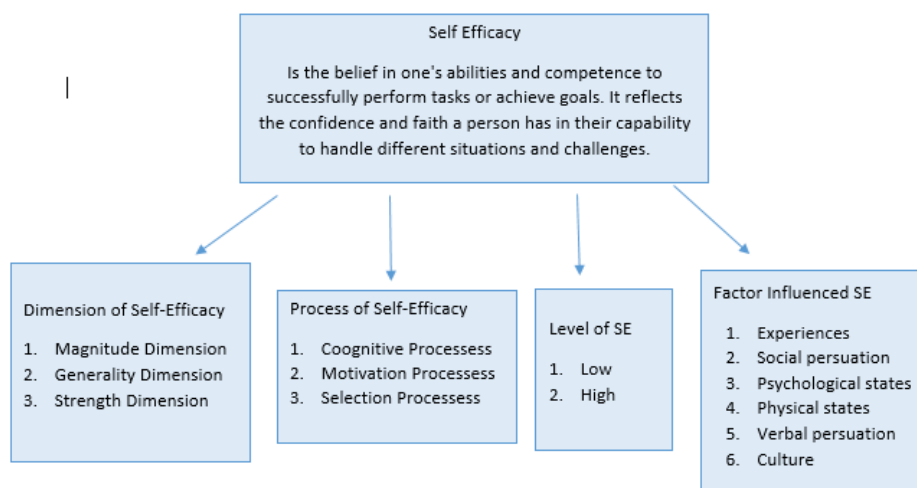 Self Efficacy
Is the belief in one's abilities and competence to
successfully perform tasks or achieve goals. It reflects
the confidence and faith a person has in their capability
to handle different situations and challenges.
Dimension of Self-Efficacy
1. Magnitude Dimension
2. Generality Dimension
3. Strength Dimension
Process of Self-Efficacy
1. Coognitive Processess
2. Motivation Processess
3. Selection Processess
Level of SE
1. Low
2. High
Factor Influenced SE
1. Experiences
2. Social persuation
3. Psychological states
4. Physical states
5. Verbal persuation
6. Culture